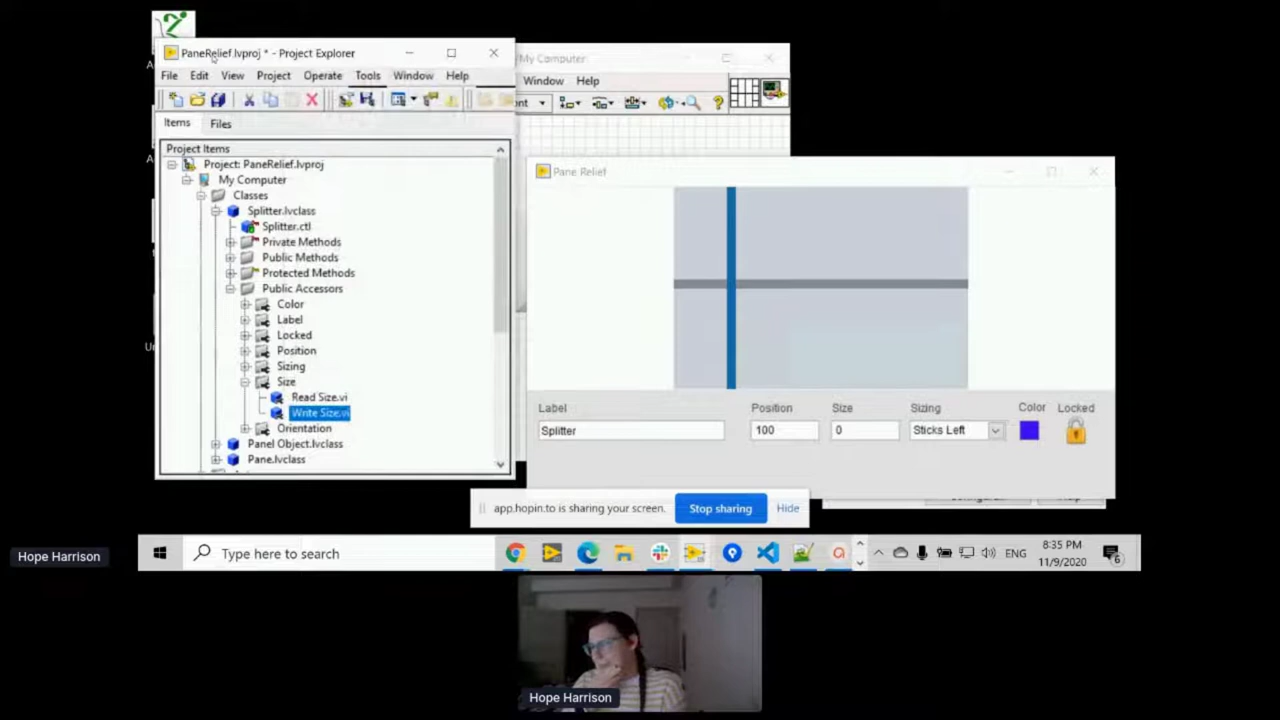 PaneRelief.lvproj * - Project Explorer
File Edit View Project Operate Tools Window Help
Items Files
Project Items
Project: PaneRelief.lvproj
My Computer
Classes
Splitter.lvclass
Splitter.ctl
Private Methods
Public Methods
Protected Methods
Public Accessors
Color
Label
Locked
Position
Sizing
Size
Read Size.vi
Write Size.vi
Orientation
Panel Object.lvclass
Pane.lvclass
My Computer
Window Help
Pane Relief
Label Position Size Sizing Color Locked
Splitter 100 0 Sticks Left
app.hopin.to is sharing your screen. Stop sharing Hide
Hope Harrison
Type here to search
ENG
8:35 PM
11/9/2020
6
Hope Harrison